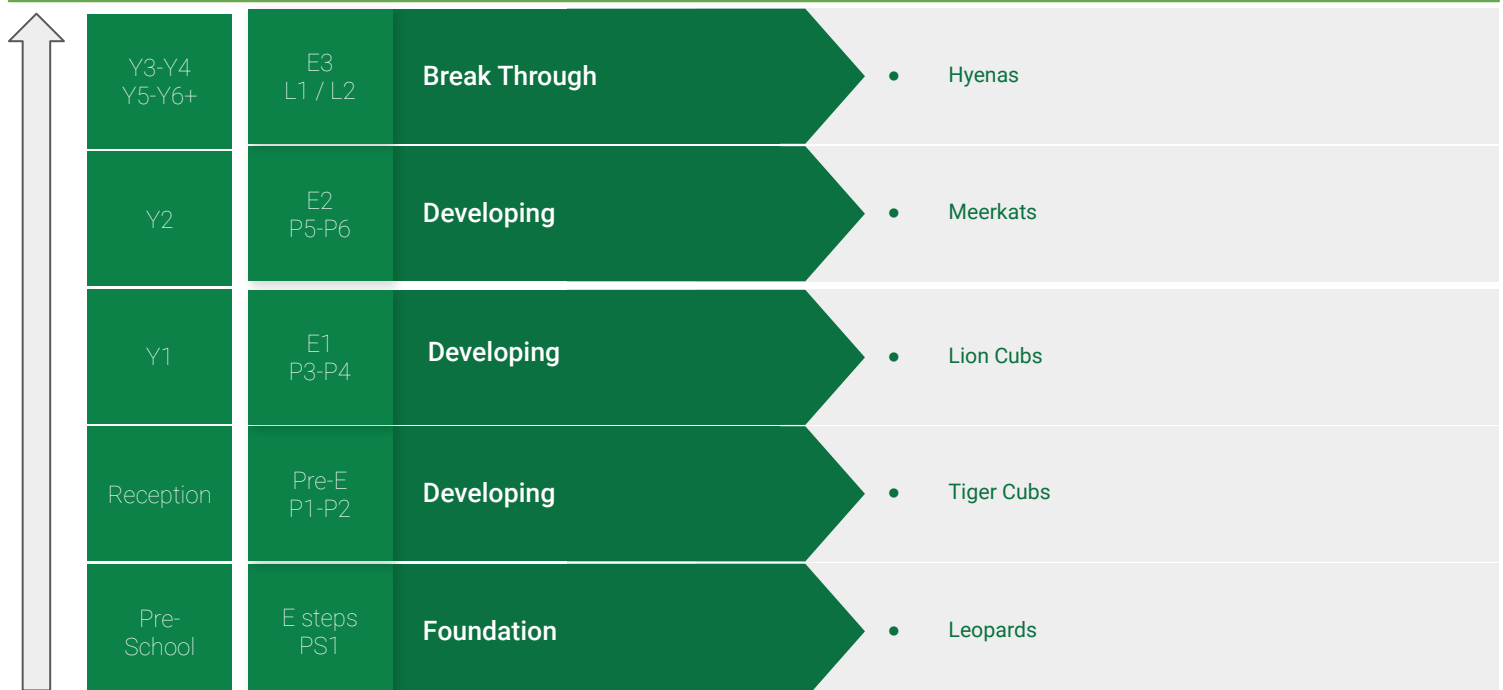 Y3-Y4
Y5-Y6+
E3
L1 / L2
Break Through
● Hyenas
Y2
E2
P5-P6
Developing
● Meerkats
Y1
E1
P3-P4
Developing
● Lion Cubs
Reception
Pre-E
P1-P2
Developing
● Tiger Cubs
Pre-
School
E steps
PS1
Foundation
● Leopards